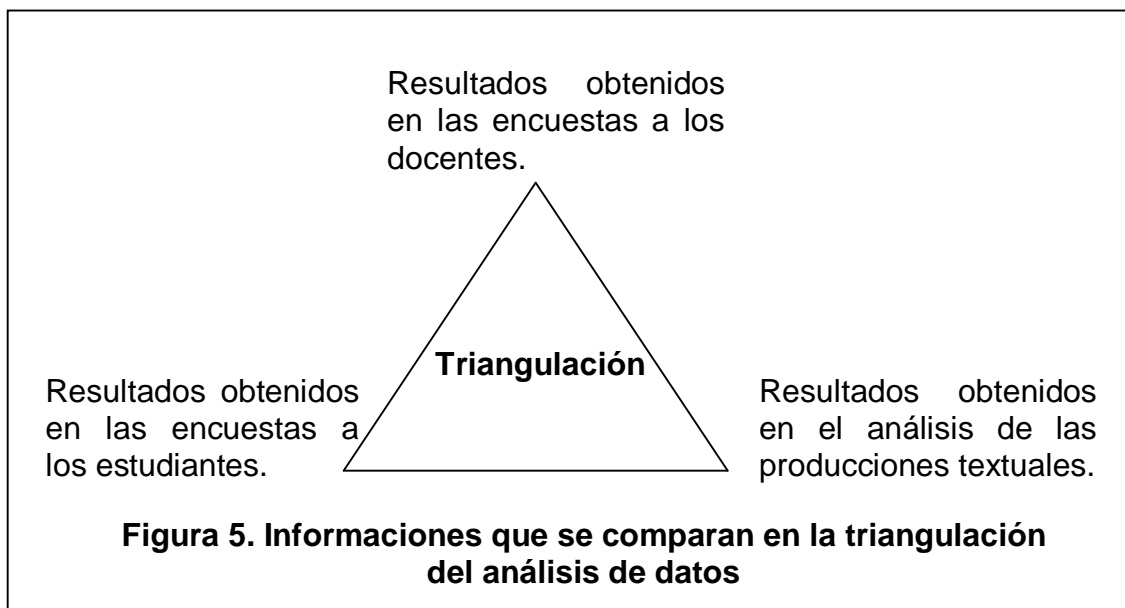 Resultados obtenidos
en las encuestas a los
docentes.
Triangulación
Resultados obtenidos
en las encuestas a
los estudiantes.
Resultados obtenidos
en el análisis de las
producciones textuales.
Figura 5. Informaciones que se comparan en la triangulación
del análisis de datos